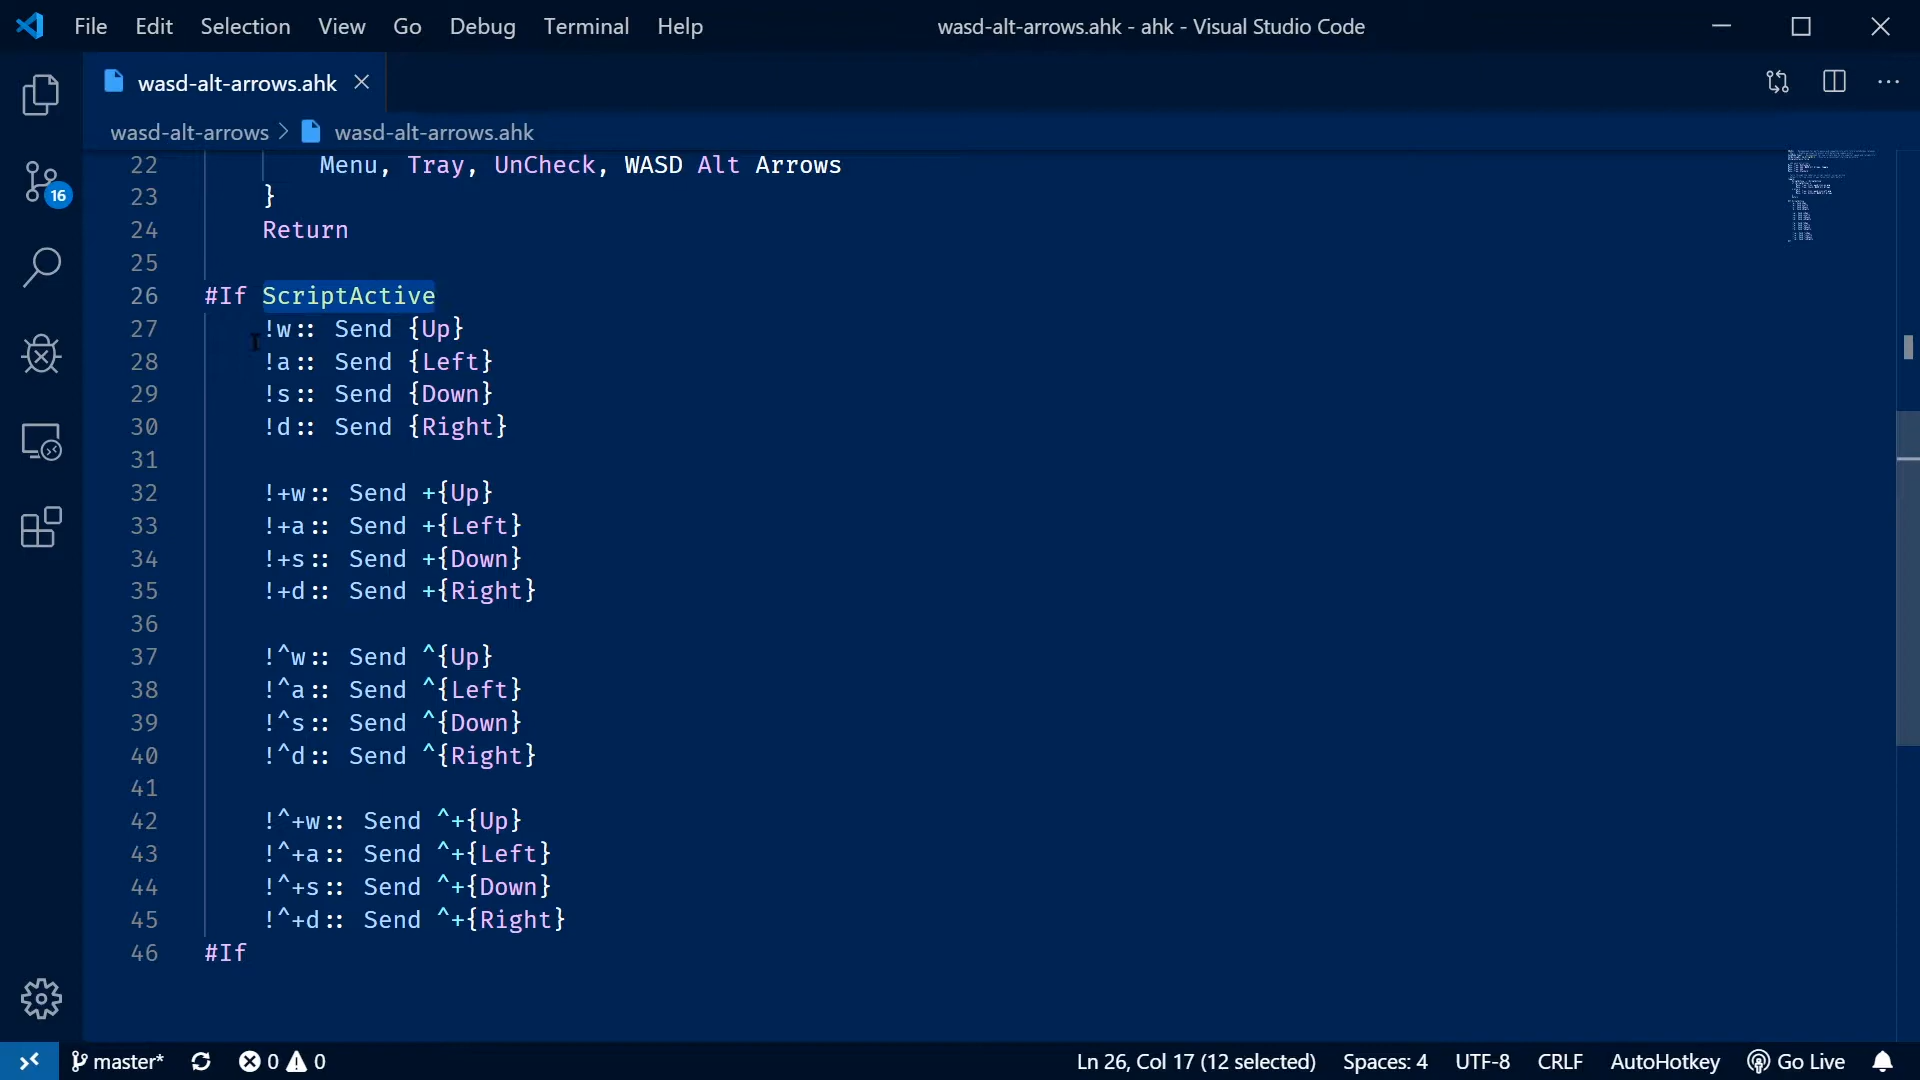 File Edit Selection View Go Debug Terminal Help wasd-alt-arrows.ahk - ahk - Visual Studio Code
wasd-alt-arrows.ahk
wasd-alt-arrows > wasd-alt-arrows.ahk
22 Menu, Tray, UnCheck, WASD Alt Arrows
23 }
24 Return
25
26 #If ScriptActive
27 !w:: Send {Up}
28 !a:: Send {Left}
29 !s:: Send {Down}
30 !d:: Send {Right}
31
32 !+w:: Send +{Up}
33 !+a:: Send +{Left}
34 !+s:: Send +{Down}
35 !+d:: Send +{Right}
36
37 !^w:: Send ^{Up}
38 !^a:: Send ^{Left}
39 !^s:: Send ^{Down}
40 !^d:: Send ^{Right}
41
42 !^+w:: Send ^+{Up}
43 !^+a:: Send ^+{Left}
44 !^+s:: Send ^+{Down}
45 !^+d:: Send ^+{Right}
46 #If
16
master* 0 0 Ln 26, Col 17 (12 selected) Spaces: 4 UTF-8 CRLF AutoHotkey Go Live